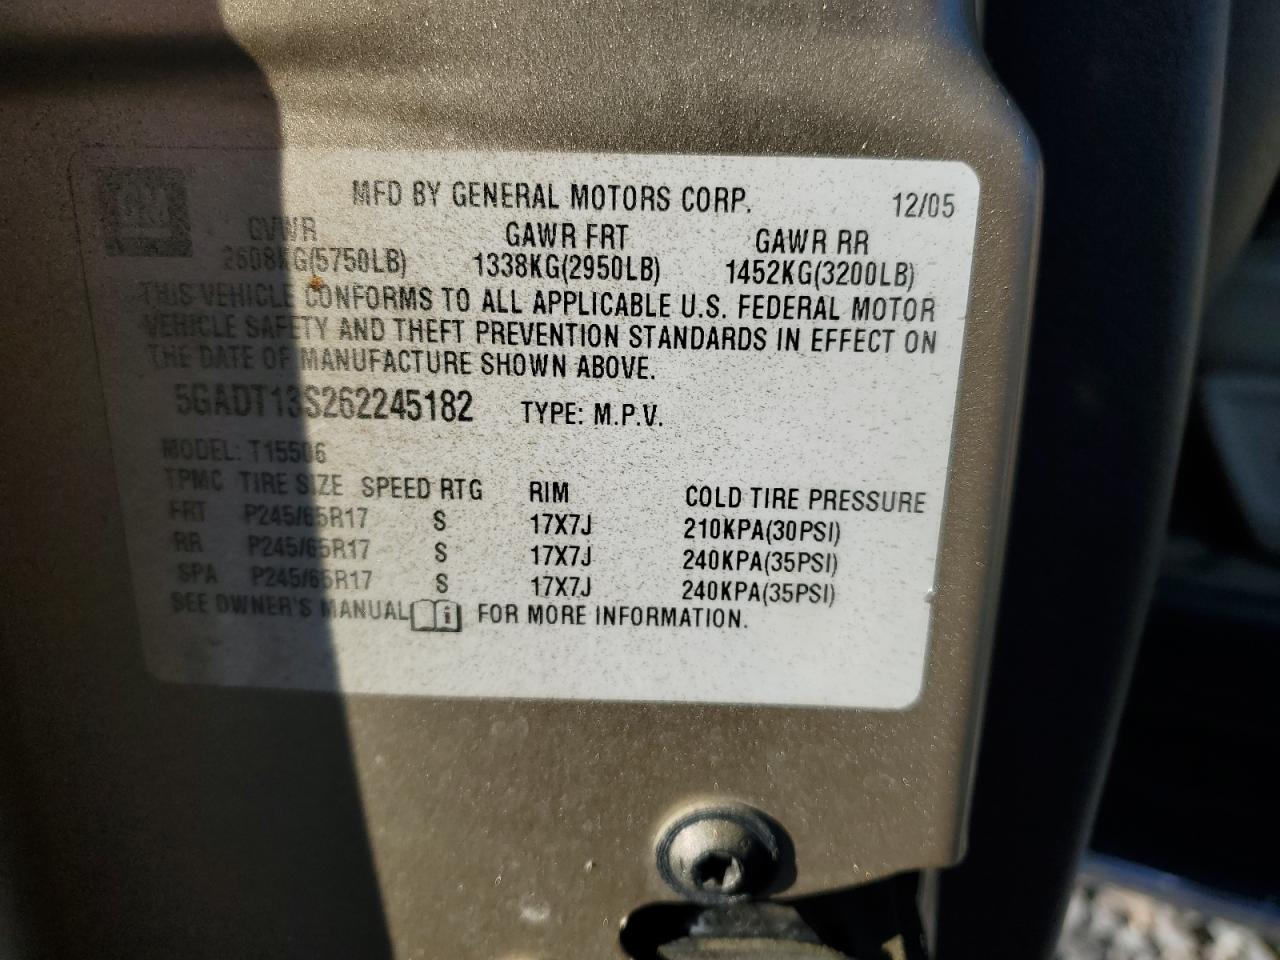 GM
MFD BY GENERAL MOTORS CORP. 12/05
GVWR GAWR FRT GAWR RR
2608KG(5750LB) 1338KG(2950LB) 1452KG(3200LB)
THIS VEHICLE CONFORMS TO ALL APPLICABLE U.S. FEDERAL MOTOR
VEHICLE SAFETY AND THEFT PREVENTION STANDARDS IN EFFECT ON
THE DATE OF MANUFACTURE SHOWN ABOVE.
5GADT13S262245182 TYPE: M.P.V.
MODEL: T15506
TPMC TIRE SIZE SPEED RTG RIM COLD TIRE PRESSURE
FRT P245/65R17 S 17X7J 210KPA(30PSI)
RR P245/65R17 S 17X7J 240KPA(35PSI)
SPA P245/65R17 S 17X7J 240KPA(35PSI)
SEE OWNER'S MANUAL i FOR MORE INFORMATION.